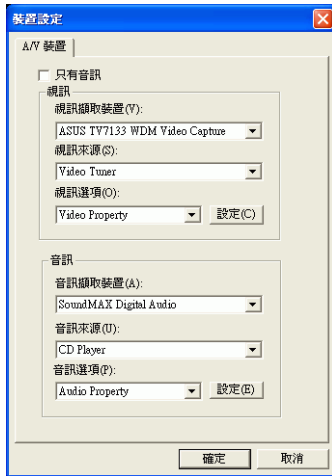 裝置設定
A/V 裝置
只有音訊
視訊
視訊擷取裝置(V):
ASUS TV7133 WDM Video Capture
視訊來源(S):
Video Tuner
視訊選項(O):
Video Property 設定(C)
音訊
音訊擷取裝置(A):
SoundMAX Digital Audio
音訊來源(U):
CD Player
音訊選項(P):
Audio Property 設定(E)
確定 取消